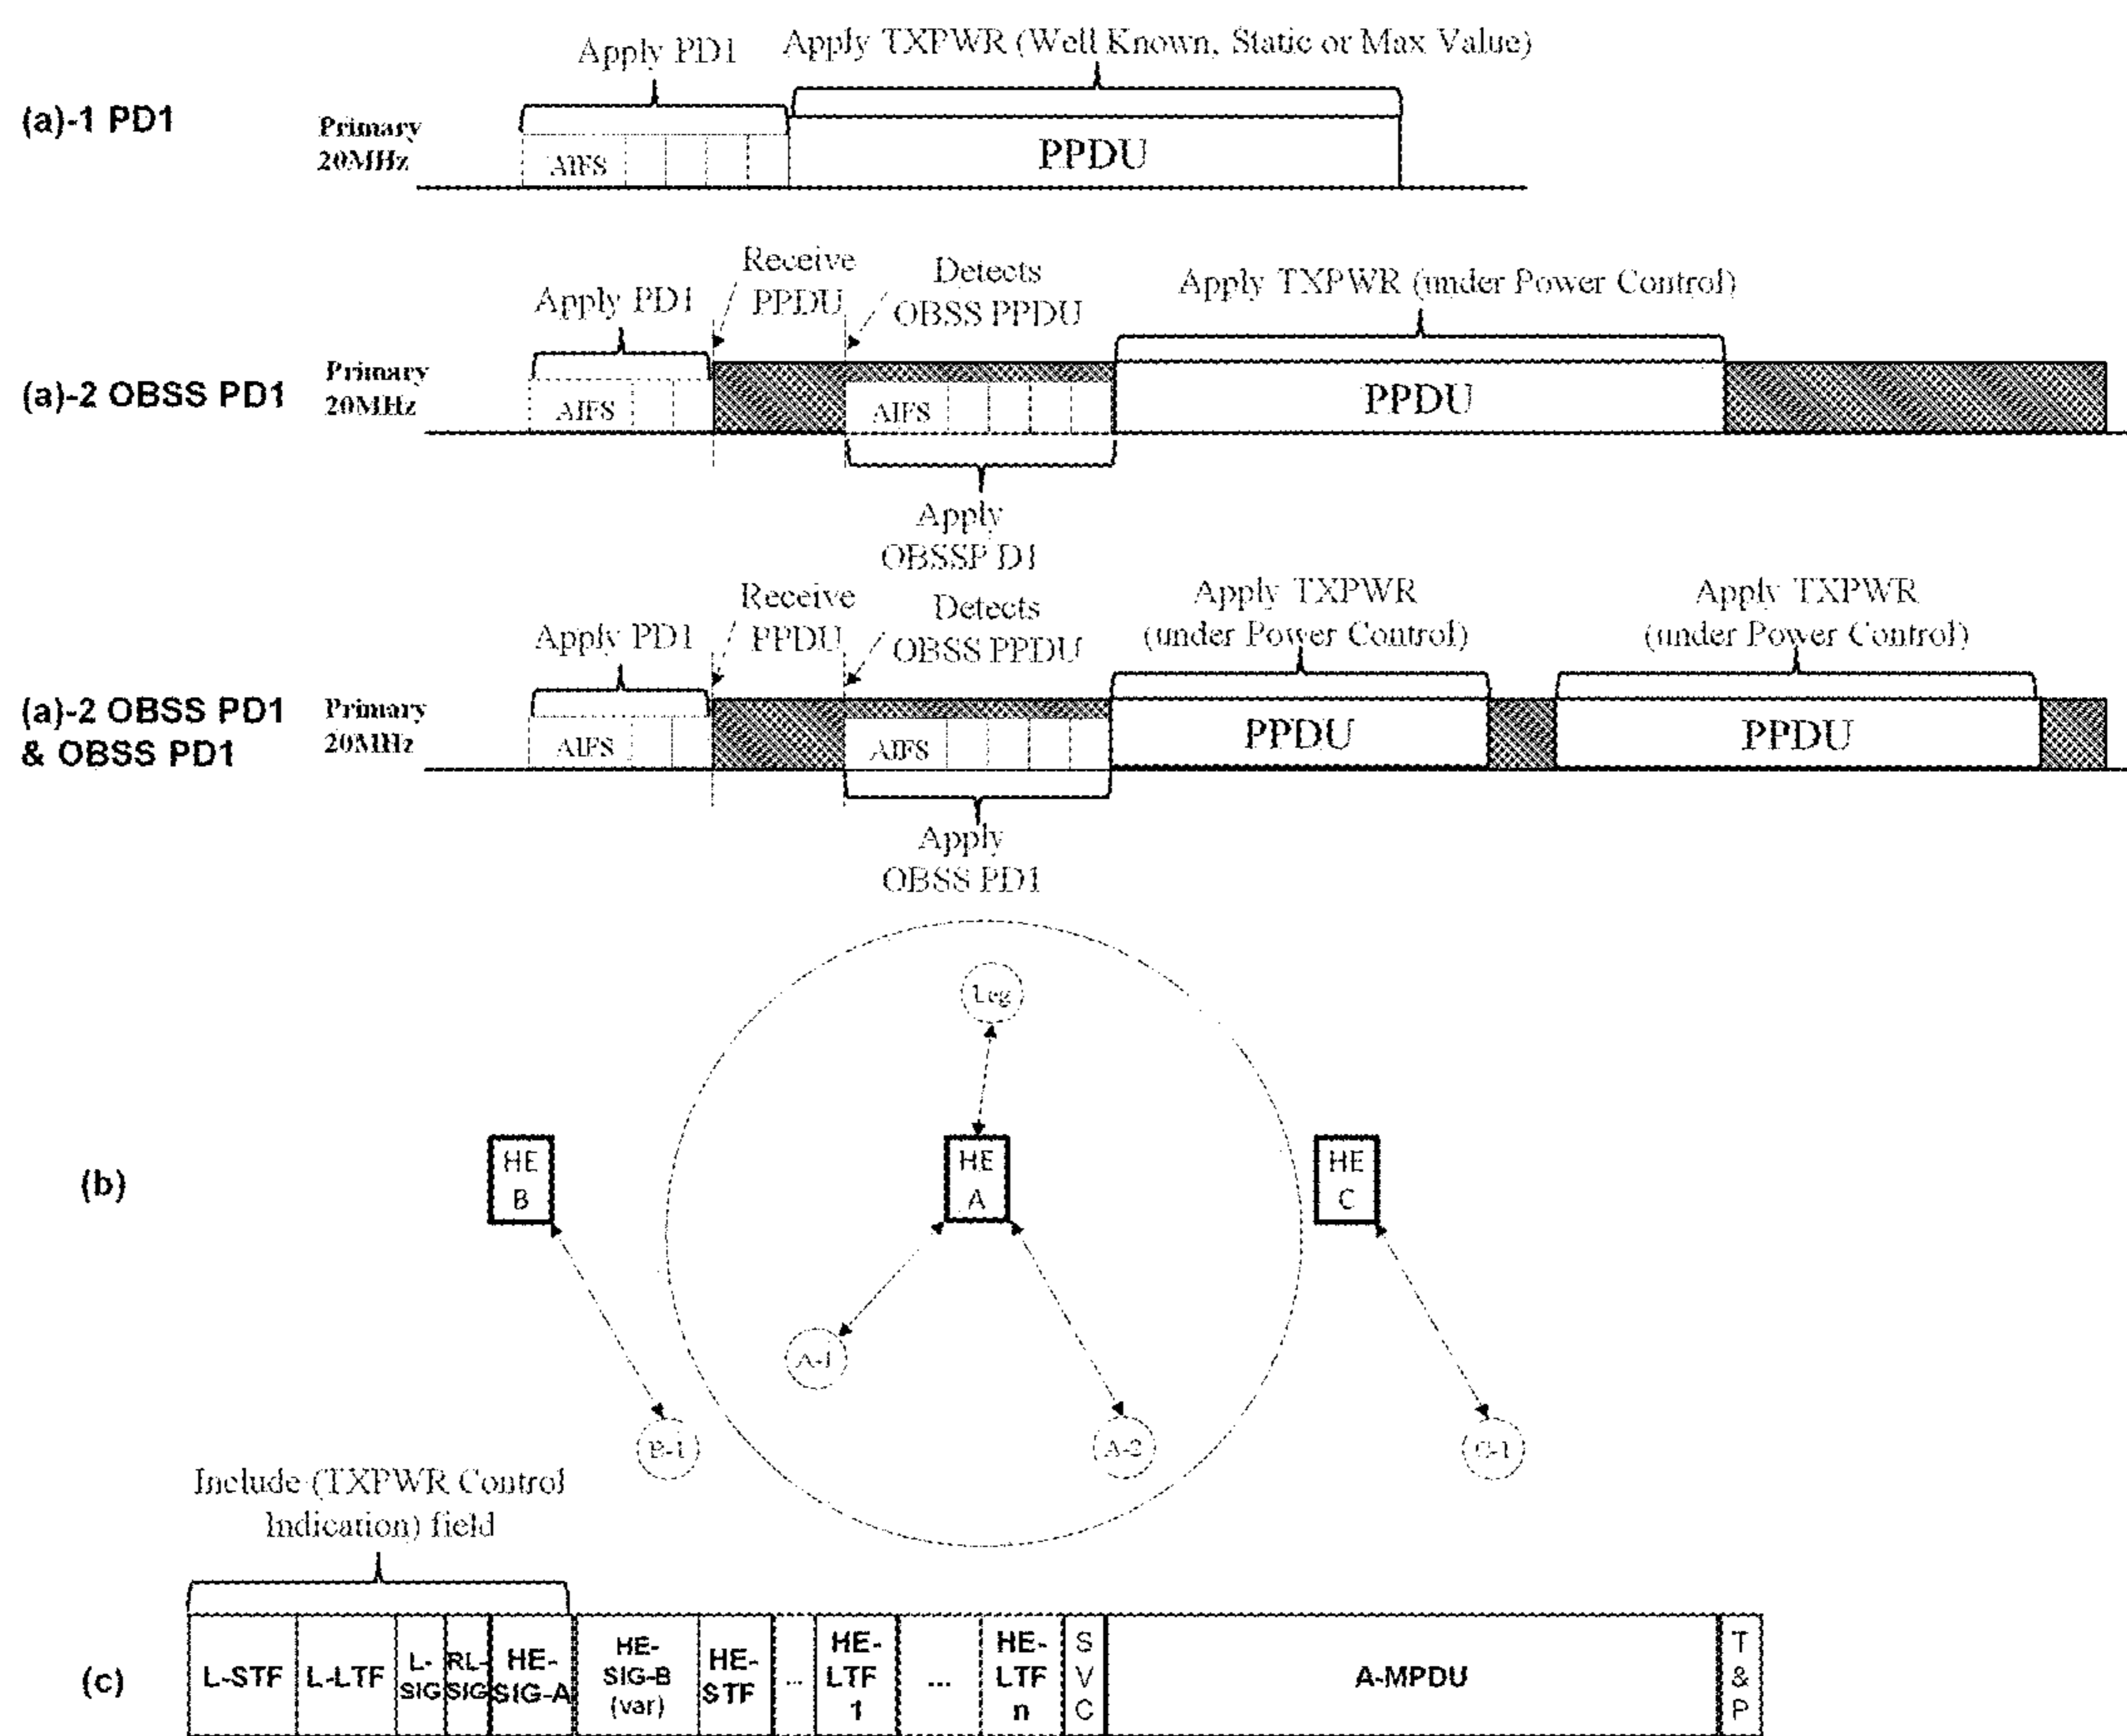 Apply PD1
Apply TXPWR (Well Known, Static or Max Value)
(a)-1 PD1
Primary
20MHz
AIFS
PPDU
Receive
PPDU
Detects
OBSS PPDU
Apply PD1
Apply TXPWR (under Power Control)
(a)-2 OBSS PD1
Primary
20MHz
AIFS
AIFS
PPDU
Apply
OBSSP D1
Receive
PPDU
Detects
OBSS PPDU
Apply PD1
Apply TXPWR
(under Power Control)
Apply TXPWR
(under Power Control)
(a)-2 OBSS PD1
& OBSS PD1
Primary
20MHz
AIFS
AIFS
PPDU
PPDU
Apply
OBSS PD1
Leg
(b)
HE
B
HE
A
HE
C
A-1
B-1
A-2
C-1
Include (TXPWR Control
Indication) field
(c)
L-STF
L-LTF
L-
SIG
RL-
SIG
HE-
SIG-A
HE-
SIG-B
(var)
HE-
STF
...
HE-
LTF
1
...
HE-
LTF
n
S
V
C
A-MPDU
T
&
P